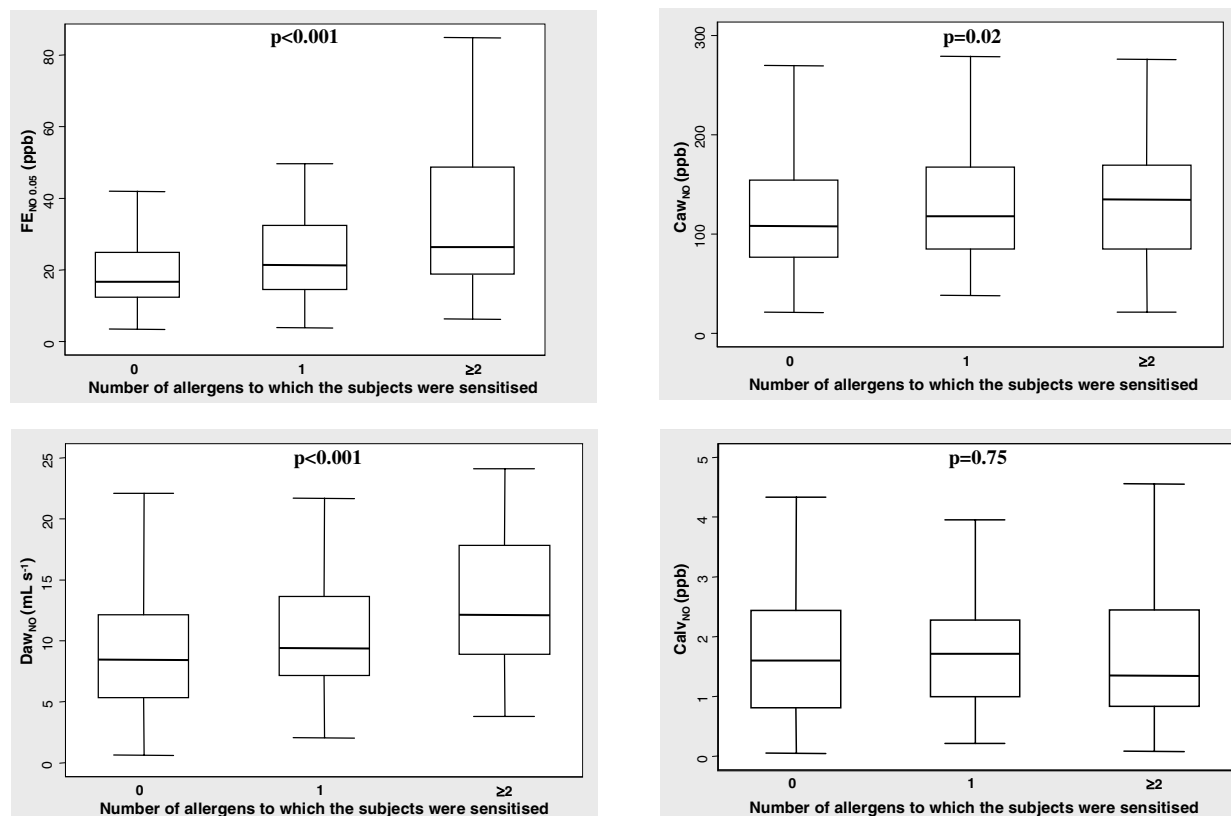 p<0.001
FE_NO 0.05 (ppb)
80
60
40
20
0
0 1 ≥2
Number of allergens to which the subjects were sensitised
p=0.02
Caw_NO (ppb)
300
200
100
0
0 1 ≥2
Number of allergens to which the subjects were sensitised
p<0.001
Daw_NO (mL s⁻¹)
25
20
15
10
5
0
0 1 ≥2
Number of allergens to which the subjects were sensitised
p=0.75
Calv_NO (ppb)
5
4
3
2
1
0
0 1 ≥2
Number of allergens to which the subjects were sensitised